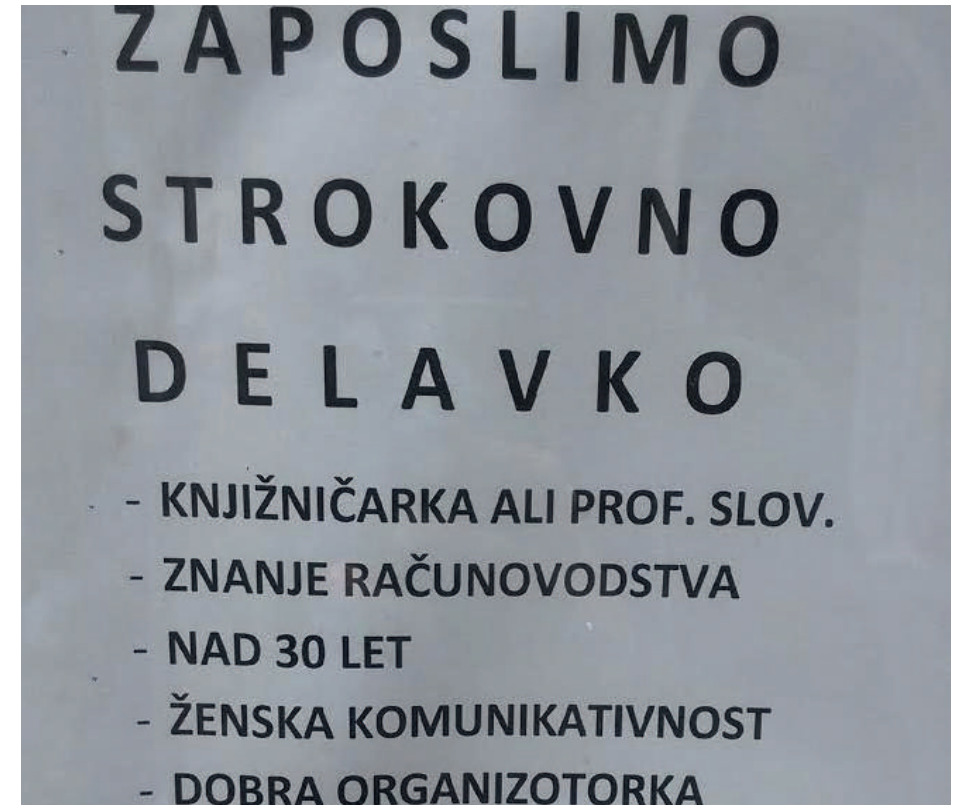 ZAPOSLIMO
STROKOVNO
DELAVKO
- KNJIŽNIČARKA ALI PROF. SLOV.
- ZNANJE RAČUNOVODSTVA
- NAD 30 LET
- ŽENSKA KOMUNIKATIVNOST
- DOBRA ORGANIZOTORKA